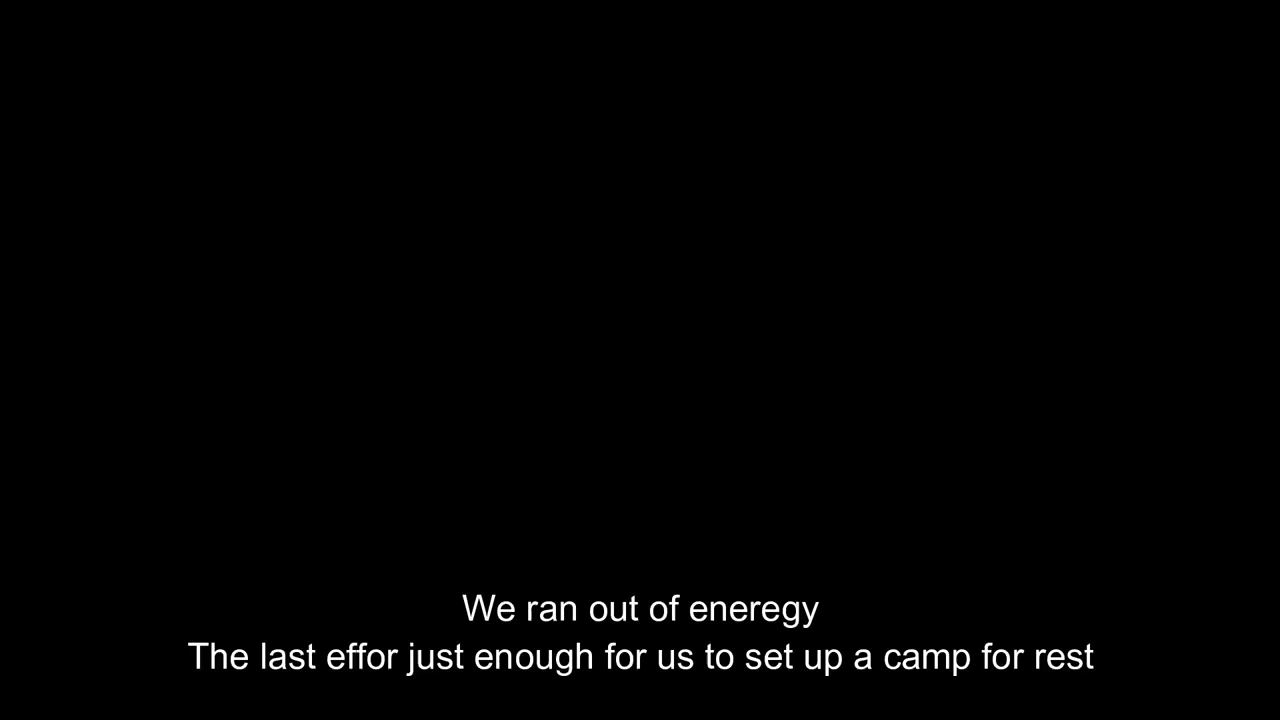 We ran out of eneregy
The last effor just enough for us to set up a camp for rest